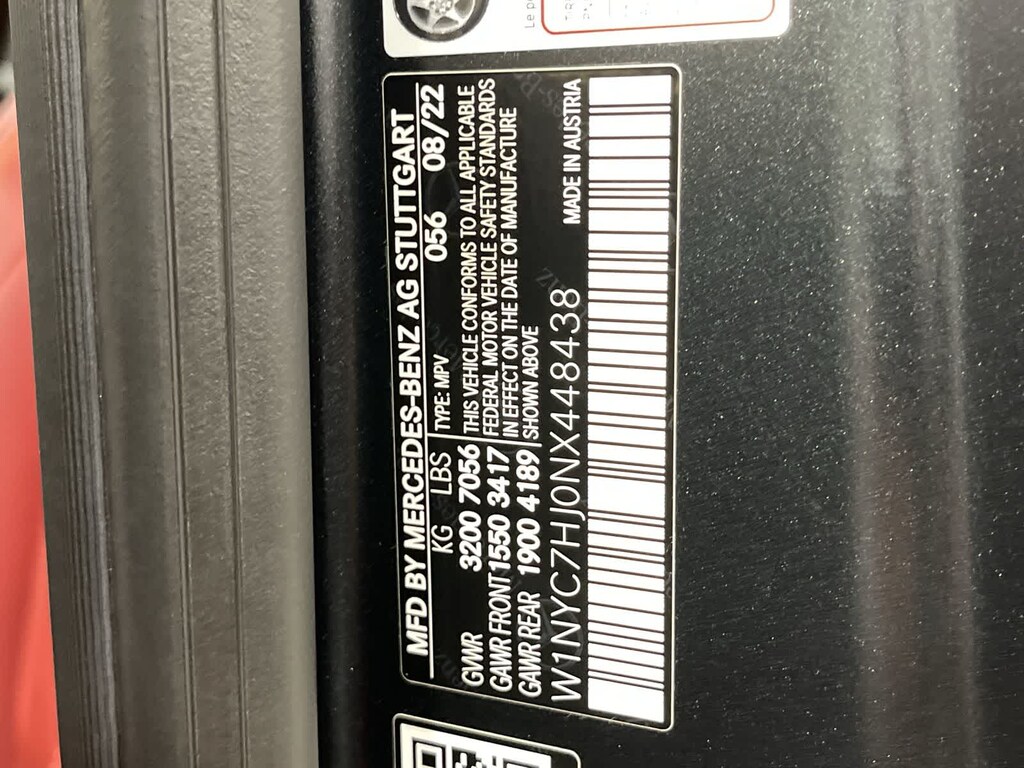 Le p
MFD BY MERCEDES-BENZ AG STUTTGART
KG LBS TYPE: MPV 056 08/22
GVWR 3200 7056 THIS VEHICLE CONFORMS TO ALL APPLICABLE
GAWR FRONT 1550 3417 FEDERAL MOTOR VEHICLE SAFETY STANDARDS
GAWR REAR 1900 4189 IN EFFECT ON THE DATE OF MANUFACTURE
SHOWN ABOVE MADE IN AUSTRIA
W1NYC7HJ0NX448438